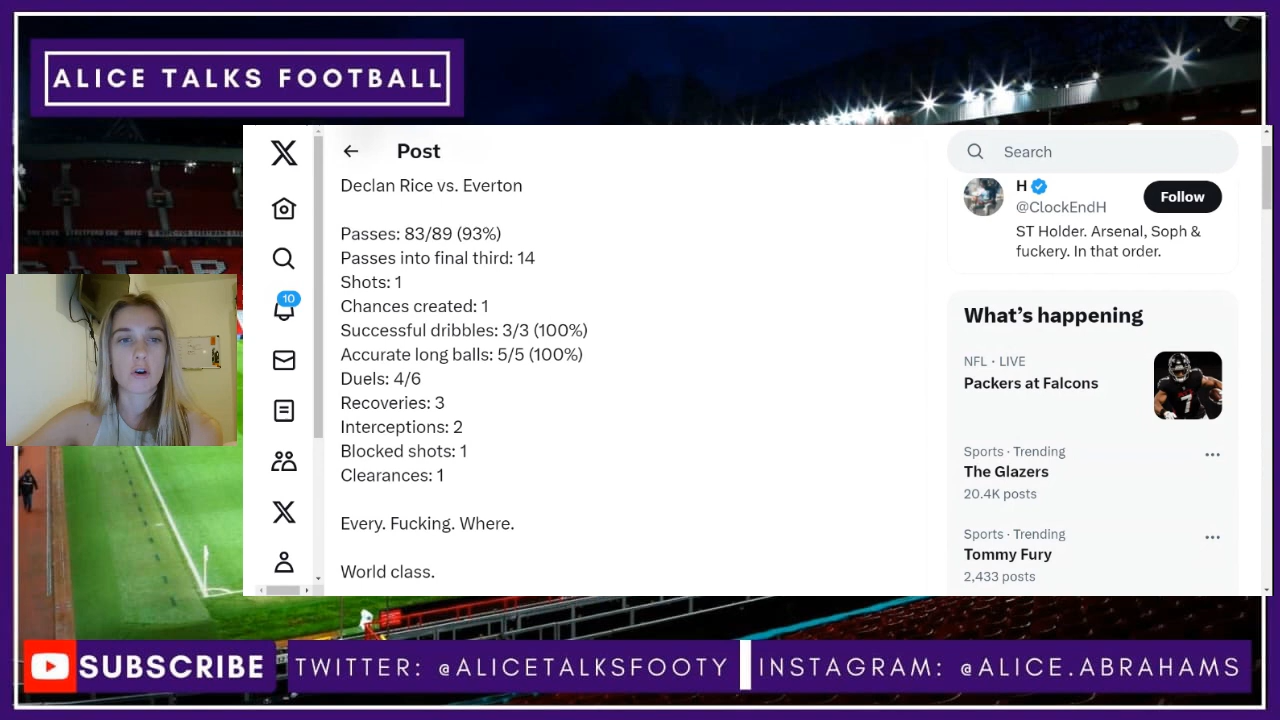 ALICE TALKS FOOTBALL
Post
Declan Rice vs. Everton
Passes: 83/89 (93%)
Passes into final third: 14
Shots: 1
Chances created: 1
Successful dribbles: 3/3 (100%)
Accurate long balls: 5/5 (100%)
Duels: 4/6
Recoveries: 3
Interceptions: 2
Blocked shots: 1
Clearances: 1
Every. Fucking. Where.
World class.
10
Search
H
@ClockEndH
Follow
ST Holder. Arsenal, Soph &
fuckery. In that order.
What's happening
NFL · LIVE
Packers at Falcons
Sports · Trending
The Glazers
20.4K posts
Sports · Trending
Tommy Fury
2,433 posts
SUBSCRIBE
TWITTER: @ALICETALKSFOOTY
INSTAGRAM: @ALICE.ABRAHAMS